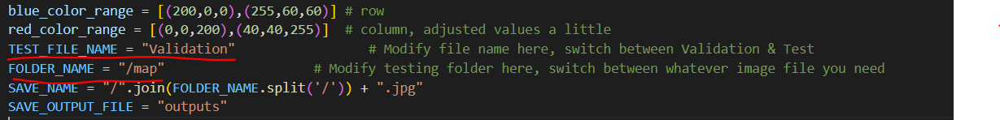 blue_color_range = [(200,0,0),(255,60,60)] # row
red_color_range = [(0,0,200),(40,40,255)]  # column, adjusted values a little
TEST_FILE_NAME = "Validation"                    # Modify file name here, switch between Validation & Test
FOLDER_NAME = "/map"                       # Modify testing folder here, switch between whatever image file you need
SAVE_NAME = "/".join(FOLDER_NAME.split('/')) + ".jpg"
SAVE_OUTPUT_FILE = "outputs"